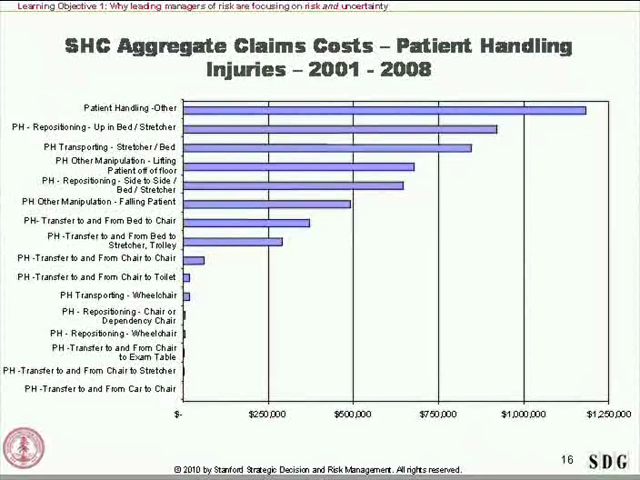 Learning Objective 1: Why leading managers of risk are focusing on risk and uncertainty
SHC Aggregate Claims Costs – Patient Handling
Injuries – 2001 - 2008
Patient Handling -Other
PH - Repositioning - Up in Bed / Stretcher
PH Transporting - Stretcher / Bed
PH Other Manipulation - Lifting
Patient off of floor
PH - Repositioning - Side to Side /
Bed / Stretcher
PH Other Manipulation - Falling Patient
PH- Transfer to and From Bed to Chair
PH -Transfer to and From Bed to
Stretcher, Trolley
PH -Transfer to and From Chair to Chair
PH -Transfer to and From Chair to Toilet
PH Transporting - Wheelchair
PH - Repositioning - Chair or
Dependency Chair
PH - Repositioning - Wheelchair
PH -Transfer to and From Chair
to Exam Table
PH -Transfer to and From Chair to Stretcher
PH -Transfer to and From Car to Chair
$- $250,000 $500,000 $750,000 $1,000,000 $1,250,000
16 SDG
© 2010 by Stanford Strategic Decision and Risk Management. All rights reserved.